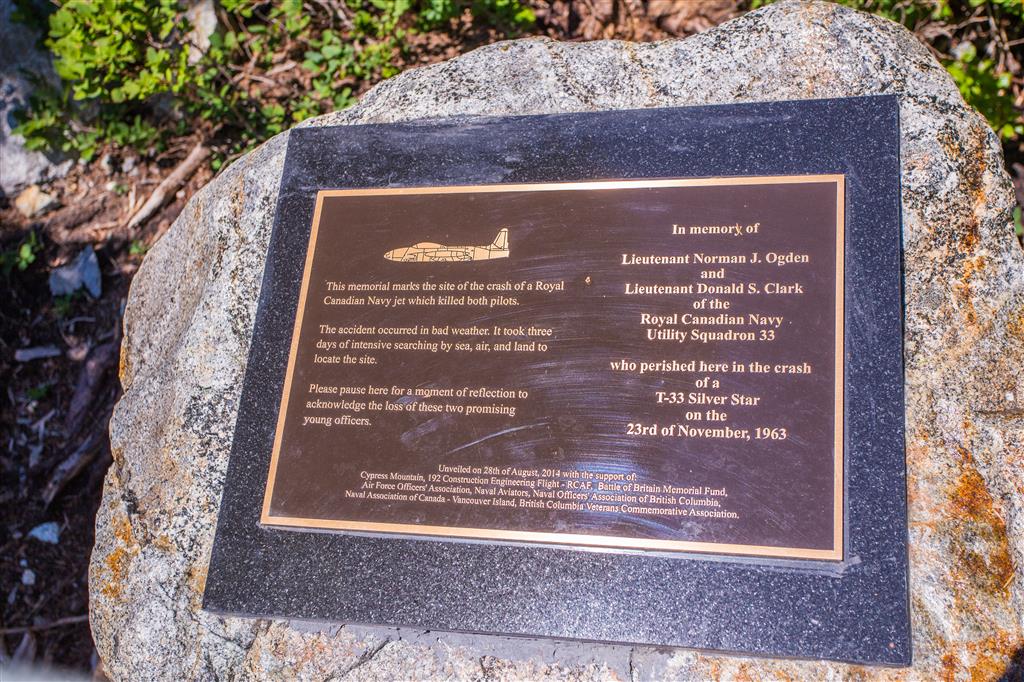 This memorial marks the site of the crash of a Royal
Canadian Navy jet which killed both pilots.
The accident occurred in bad weather. It took three
days of intensive searching by sea, air, and land to
locate the site.
Please pause here for a moment of reflection to
acknowledge the loss of these two promising
young officers.
In memory of
Lieutenant Norman J. Ogden
and
Lieutenant Donald S. Clark
of the
Royal Canadian Navy
Utility Squadron 33
who perished here in the crash
of a
T-33 Silver Star
on the
23rd of November, 1963
Unveiled on 28th of August, 2014 with the support of:
Cypress Mountain, 192 Construction Engineering Flight - RCAF, Battle of Britain Memorial Fund,
Air Force Officers' Association, Naval Aviators, Naval Officers' Association of British Columbia,
Naval Association of Canada - Vancouver Island, British Columbia Veterans Commemorative Association.